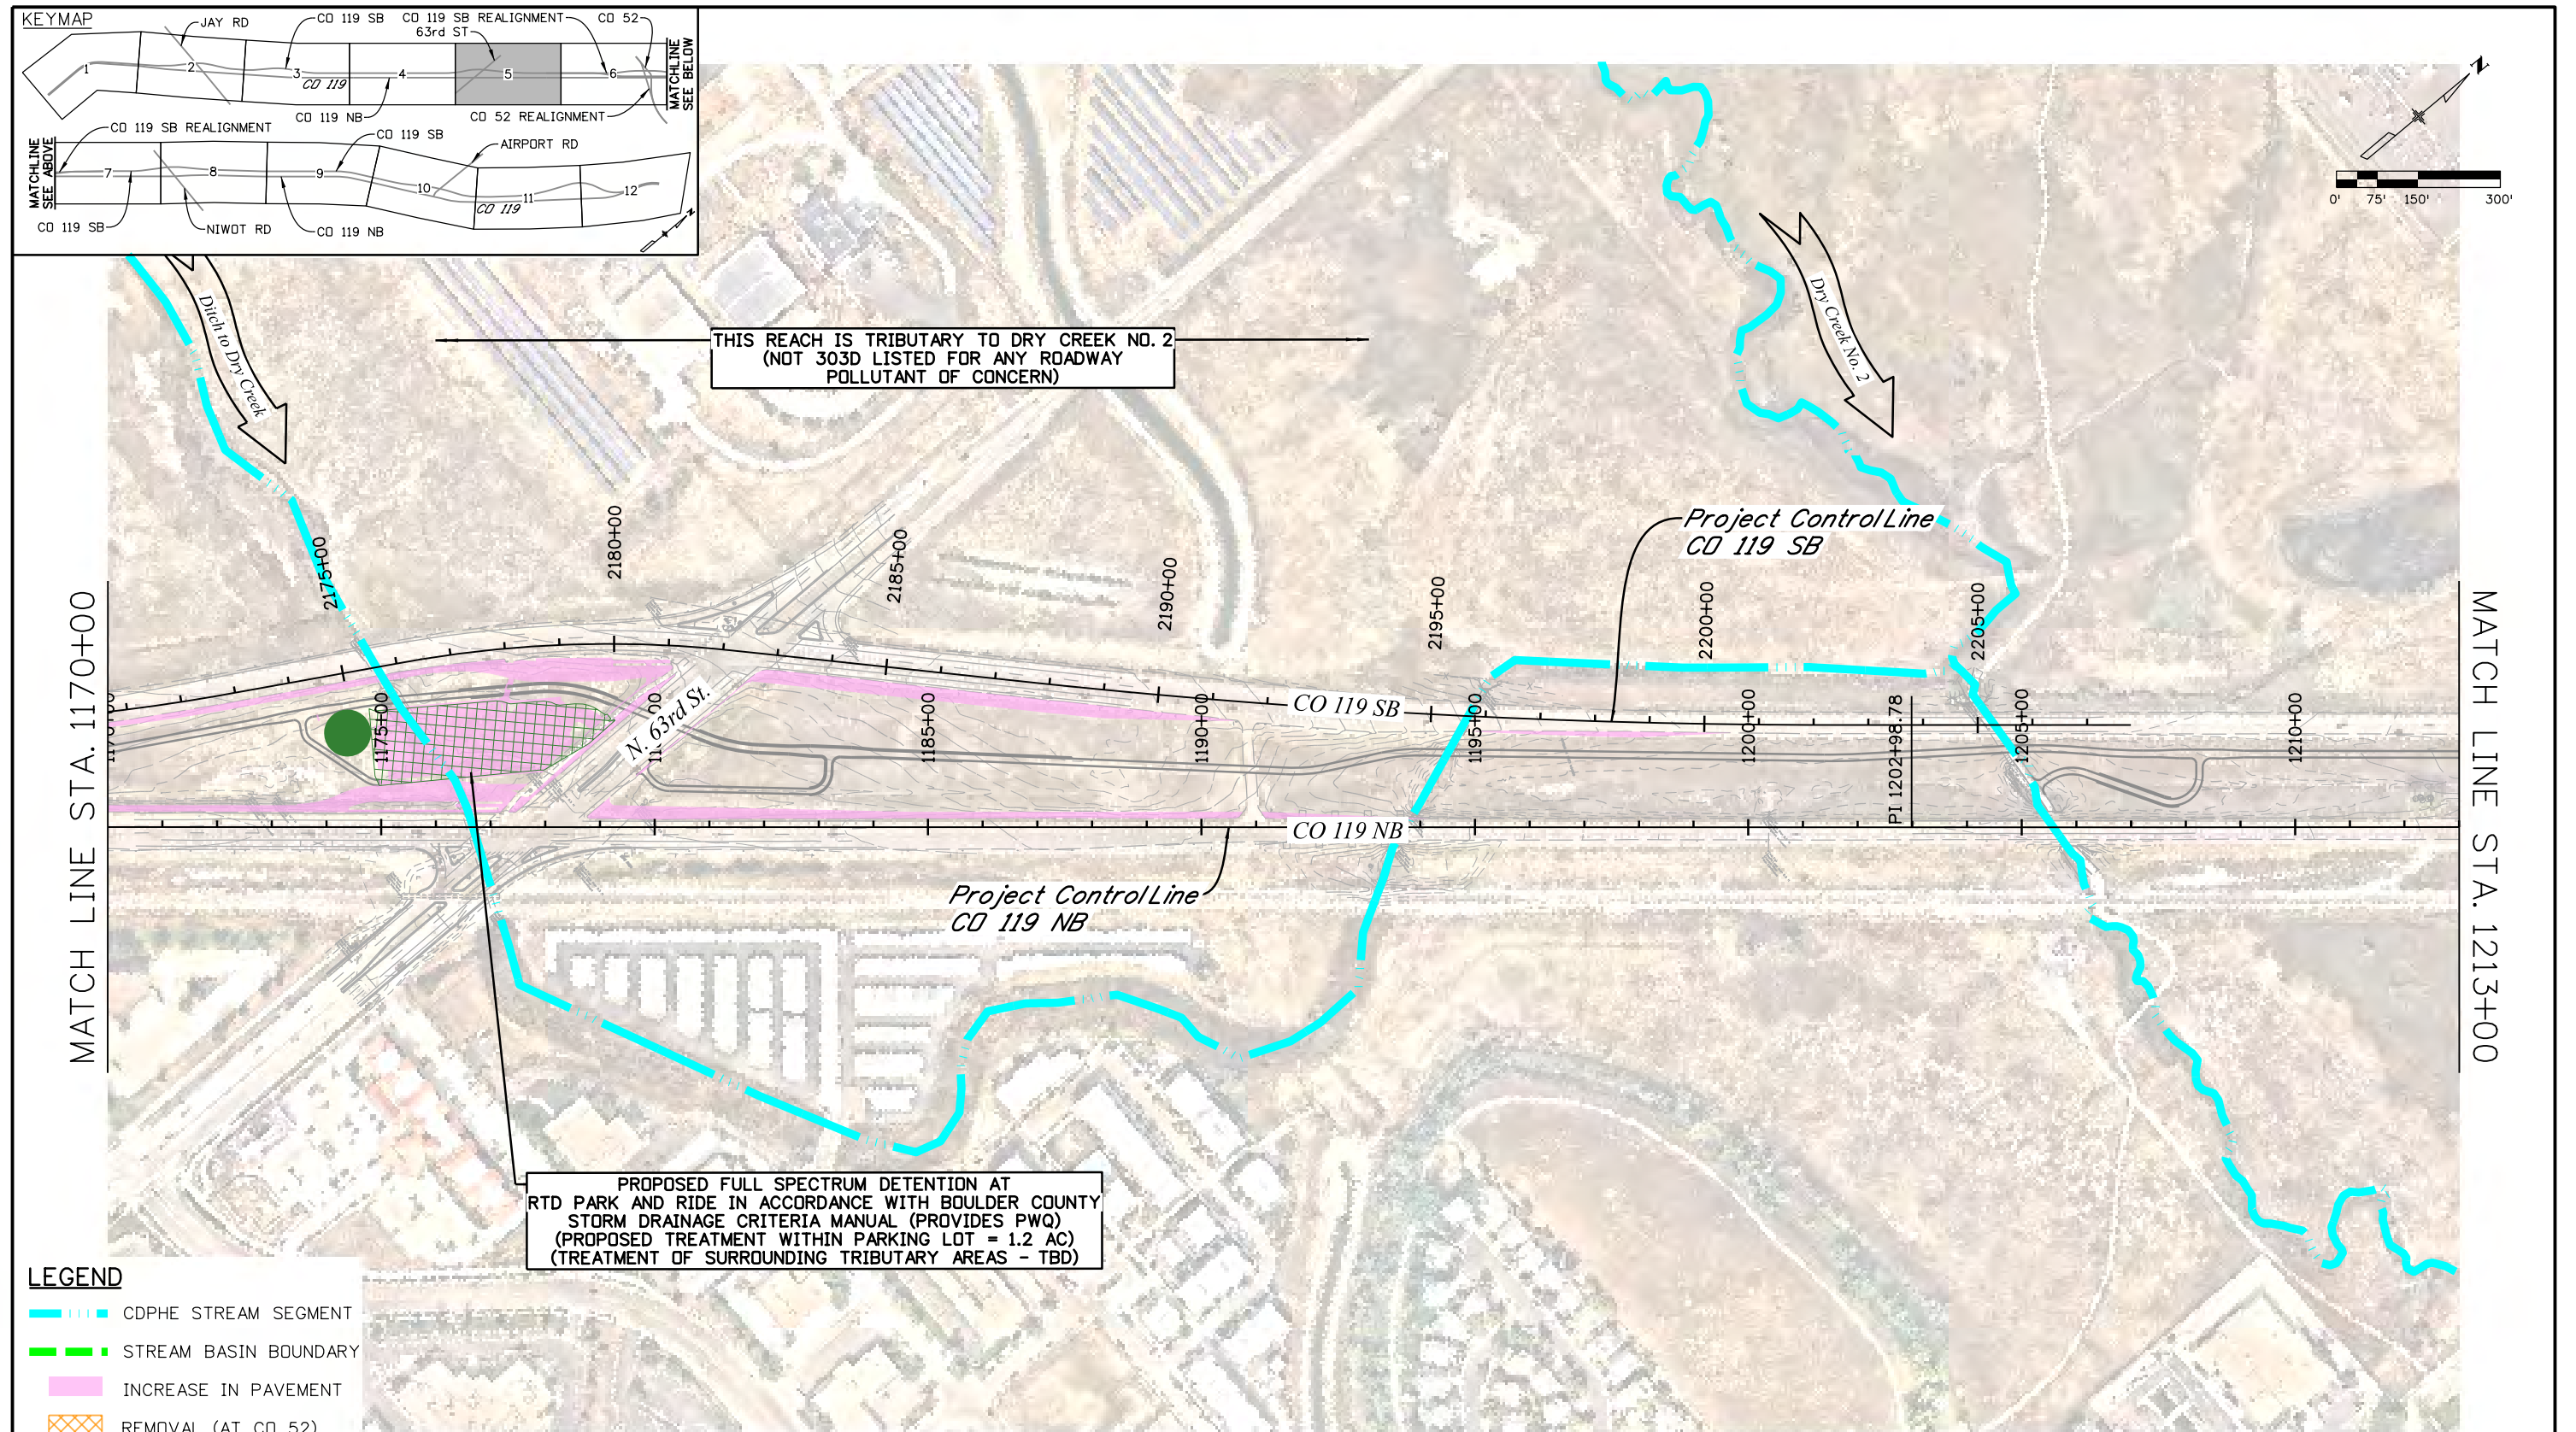 KEYMAP
JAY RD
CO 119 SB
CO 119 SB REALIGNMENT
CO 52
63rd ST
1
2
3
4
5
6
CO 119
MATCHLINE
SEE BELOW
CO 119 NB
CO 52 REALIGNMENT
CO 119 SB REALIGNMENT
CO 119 SB
AIRPORT RD
MATCHLINE
SEE ABOVE
7
8
9
10
11
12
CO 119
CO 119 SB
NIWOT RD
CO 119 NB
N
N
0' 75' 150' 300'
Ditch to Dry Creek
THIS REACH IS TRIBUTARY TO DRY CREEK NO. 2
(NOT 303D LISTED FOR ANY ROADWAY
POLLUTANT OF CONCERN)
Dry Creek No. 2
Project Control Line
CO 119 SB
2175+00
2180+00
2185+00
2190+00
2195+00
2200+00
2205+00
MATCH LINE STA. 1170+00
MATCH LINE STA. 1213+00
1175+00
N. 63rd St.
1185+00
1190+00
CO 119 SB
1195+00
1200+00
PI 1202+98.78
1205+00
1210+00
CO 119 NB
Project Control Line
CO 119 NB
PROPOSED FULL SPECTRUM DETENTION AT
RTD PARK AND RIDE IN ACCORDANCE WITH BOULDER COUNTY
STORM DRAINAGE CRITERIA MANUAL (PROVIDES PWQ)
(PROPOSED TREATMENT WITHIN PARKING LOT = 1.2 AC)
(TREATMENT OF SURROUNDING TRIBUTARY AREAS - TBD)
LEGEND
CDPHE STREAM SEGMENT
STREAM BASIN BOUNDARY
INCREASE IN PAVEMENT
REMOVAL (AT CO 52)